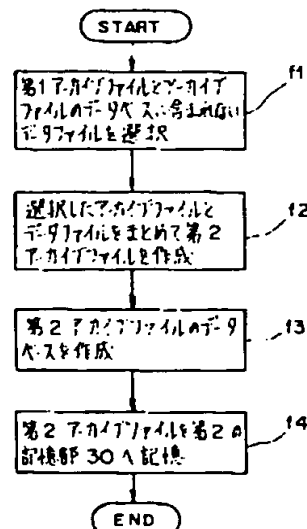 START
f1
第1アーカイブファイルとアーカイブ
ファイルのデータベースに含まれない
データファイルを選択
f2
選択したアーカイブファイルと
データファイルをまとめて第2
アーカイブファイルを作成
f3
第2アーカイブファイルのデータ
ベースを作成
f4
第2アーカイブファイルを第2の
記憶部30へ記憶
END